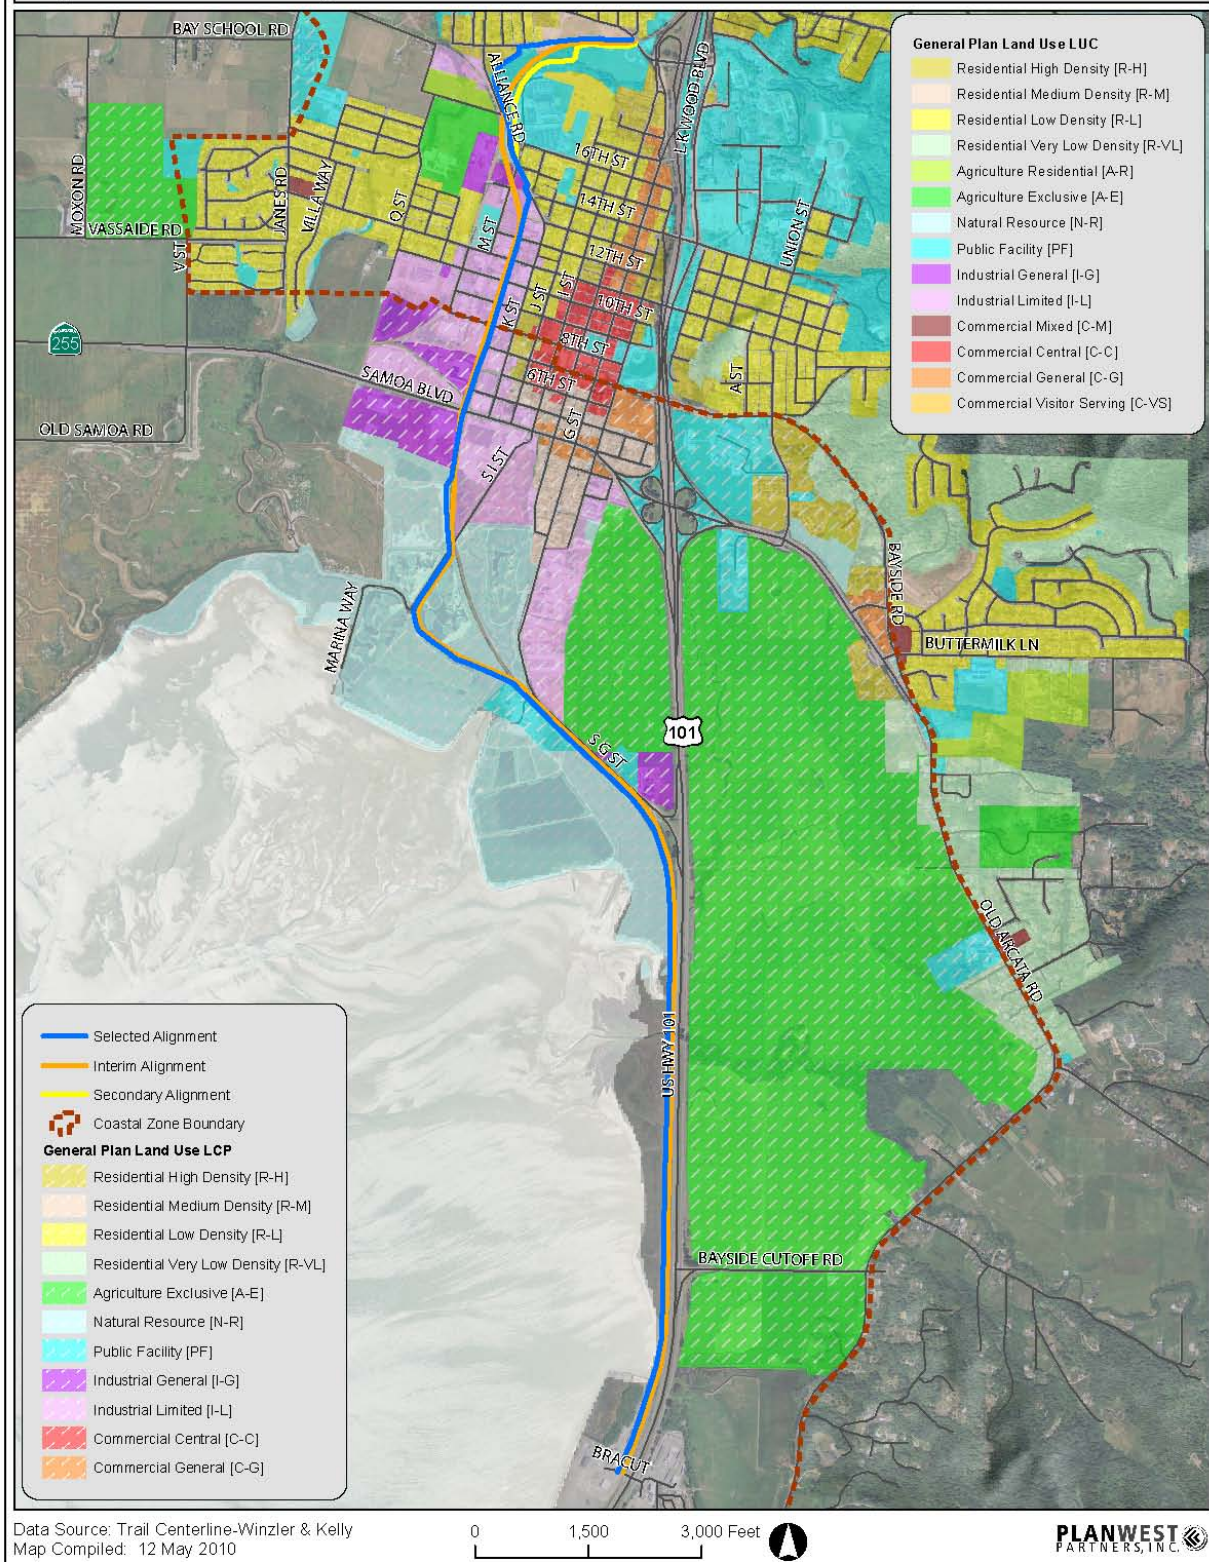 BAY SCHOOL RD
ALLIANCE RD
LK WOOD BLVD
General Plan Land Use LUC
Residential High Density [R-H]
Residential Medium Density [R-M]
Residential Low Density [R-L]
Residential Very Low Density [R-VL]
Agriculture Residential [A-R]
Agriculture Exclusive [A-E]
Natural Resource [N-R]
Public Facility [PF]
Industrial General [I-G]
Industrial Limited [I-L]
Commercial Mixed [C-M]
Commercial Central [C-C]
Commercial General [C-G]
Commercial Visitor Serving [C-VS]
16TH ST
MOXON RD
JANES RD
VILLA WAY
Q ST
14TH ST
UNION ST
VASSAIDE RD
V ST
M ST
12TH ST
I ST
J ST
K ST
10TH ST
255
8TH ST
SAMOA BLVD
6TH ST
A ST
OLD SAMOA RD
G ST
S I ST
BAYSIDE RD
MARINA WAY
BUTTERMILK LN
101
S G ST
OLD ARCATA RD
US HWY 101
BAYSIDE CUTOFF RD
BRACUT
Selected Alignment
Interim Alignment
Secondary Alignment
Coastal Zone Boundary
General Plan Land Use LCP
Residential High Density [R-H]
Residential Medium Density [R-M]
Residential Low Density [R-L]
Residential Very Low Density [R-VL]
Agriculture Exclusive [A-E]
Natural Resource [N-R]
Public Facility [PF]
Industrial General [I-G]
Industrial Limited [I-L]
Commercial Central [C-C]
Commercial General [C-G]
Data Source: Trail Centerline-Winzler & Kelly
Map Compiled: 12 May 2010
0 1,500 3,000 Feet
PLANWEST
PARTNERS, INC.